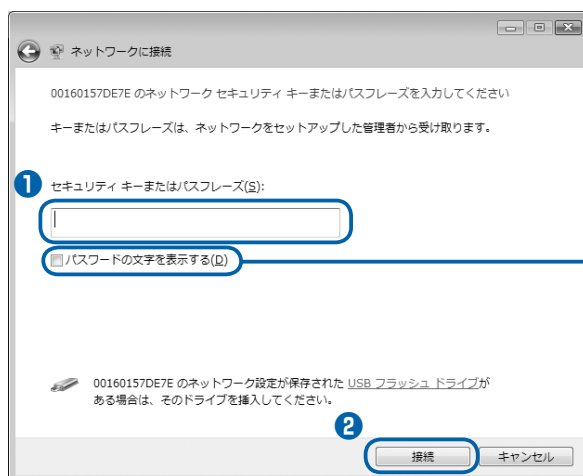 ネットワークに接続
00160157DE7E のネットワーク セキュリティ キーまたはパスフレーズを入力してください
キーまたはパスフレーズは、ネットワークをセットアップした管理者から受け取ります。
1
セキュリティ キーまたはパスフレーズ(S):
パスワードの文字を表示する(D)
00160157DE7E のネットワーク設定が保存された USB フラッシュ ドライブが
ある場合は、そのドライブを挿入してください。
2
接続 キャンセル